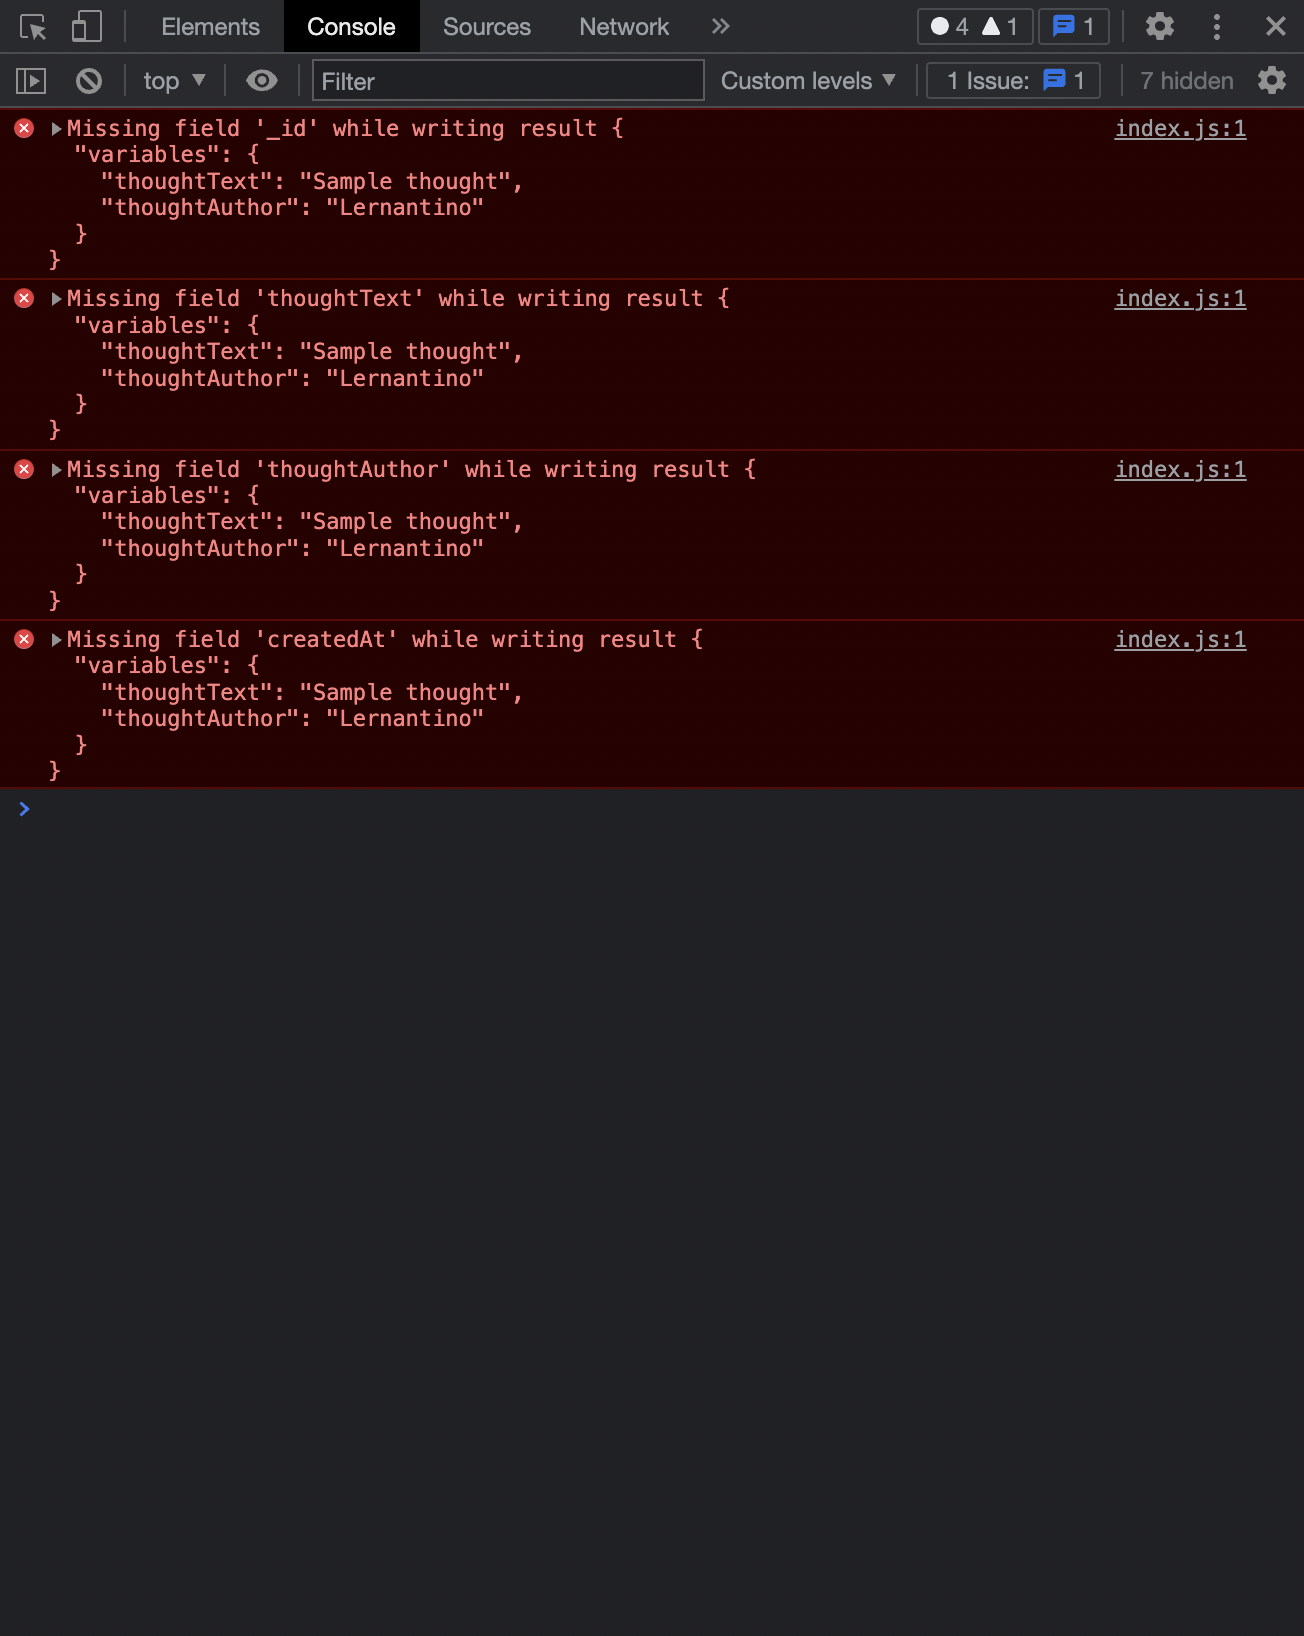 Elements Console Sources Network » 4 1 1
top ▼ Filter Custom levels ▼ 1 Issue: 1 7 hidden
Missing field '_id' while writing result { index.js:1
"variables": {
"thoughtText": "Sample thought",
"thoughtAuthor": "Lernantino"
}
}
Missing field 'thoughtText' while writing result { index.js:1
"variables": {
"thoughtText": "Sample thought",
"thoughtAuthor": "Lernantino"
}
}
Missing field 'thoughtAuthor' while writing result { index.js:1
"variables": {
"thoughtText": "Sample thought",
"thoughtAuthor": "Lernantino"
}
}
Missing field 'createdAt' while writing result { index.js:1
"variables": {
"thoughtText": "Sample thought",
"thoughtAuthor": "Lernantino"
}
}